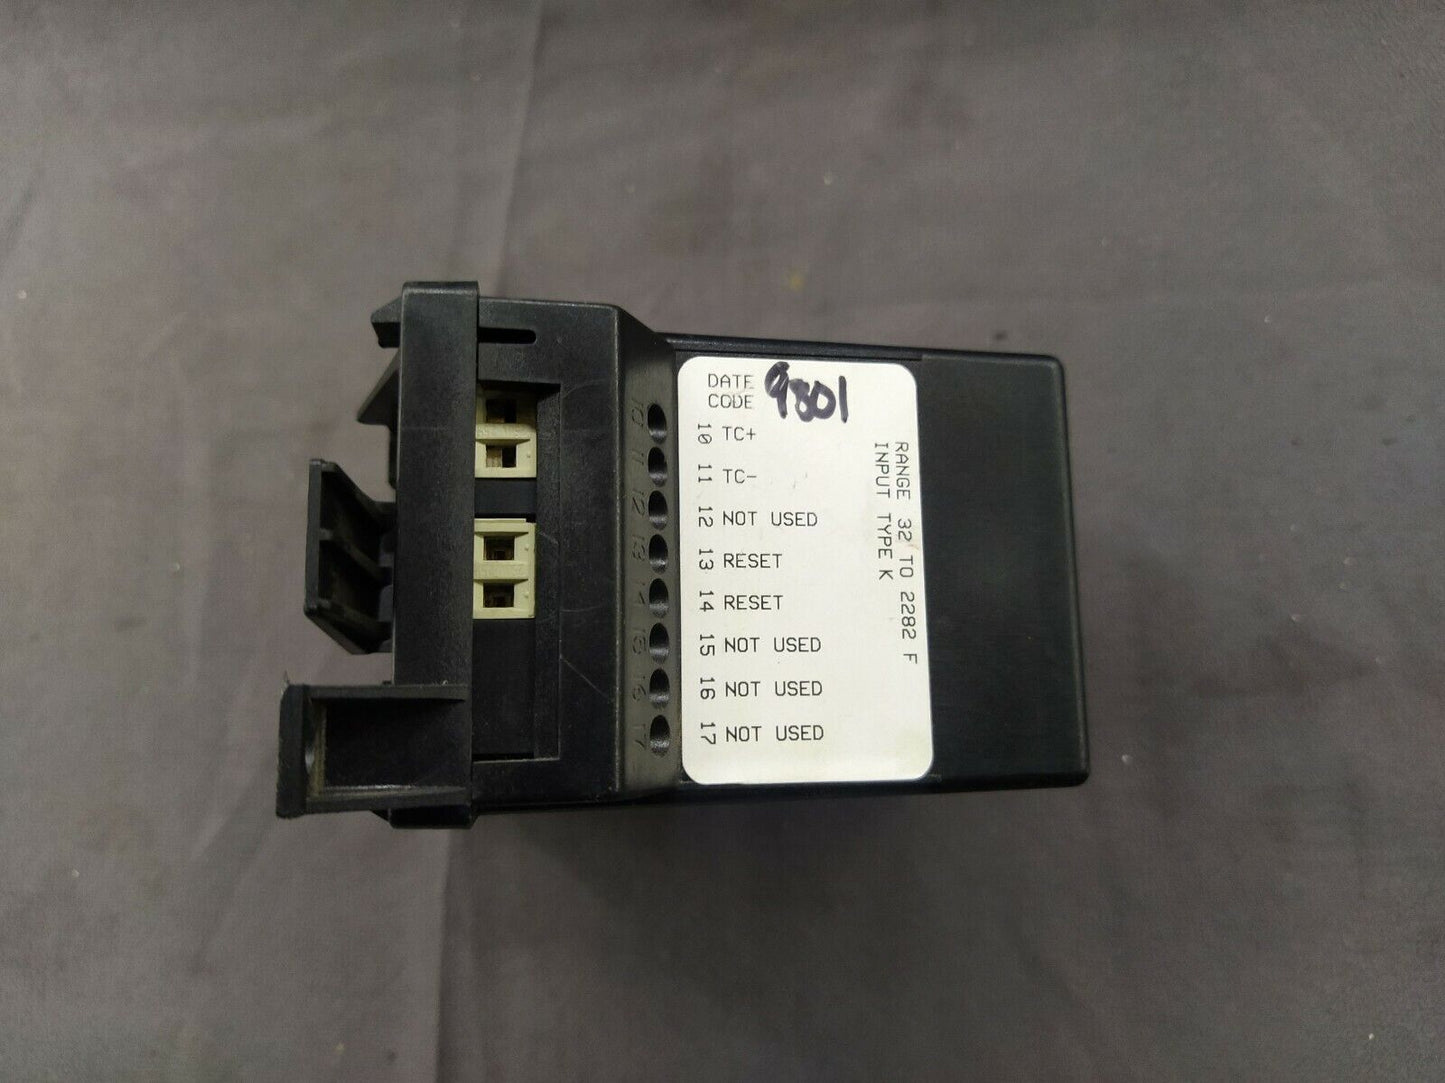 DATE
CODE 9801
10 TC+
11 TC-
12 NOT USED
13 RESET
14 RESET
15 NOT USED
16 NOT USED
17 NOT USED
RANGE 32 TO 2282 F
INPUT TYPE K
10
11
12
13
14
15
16
17